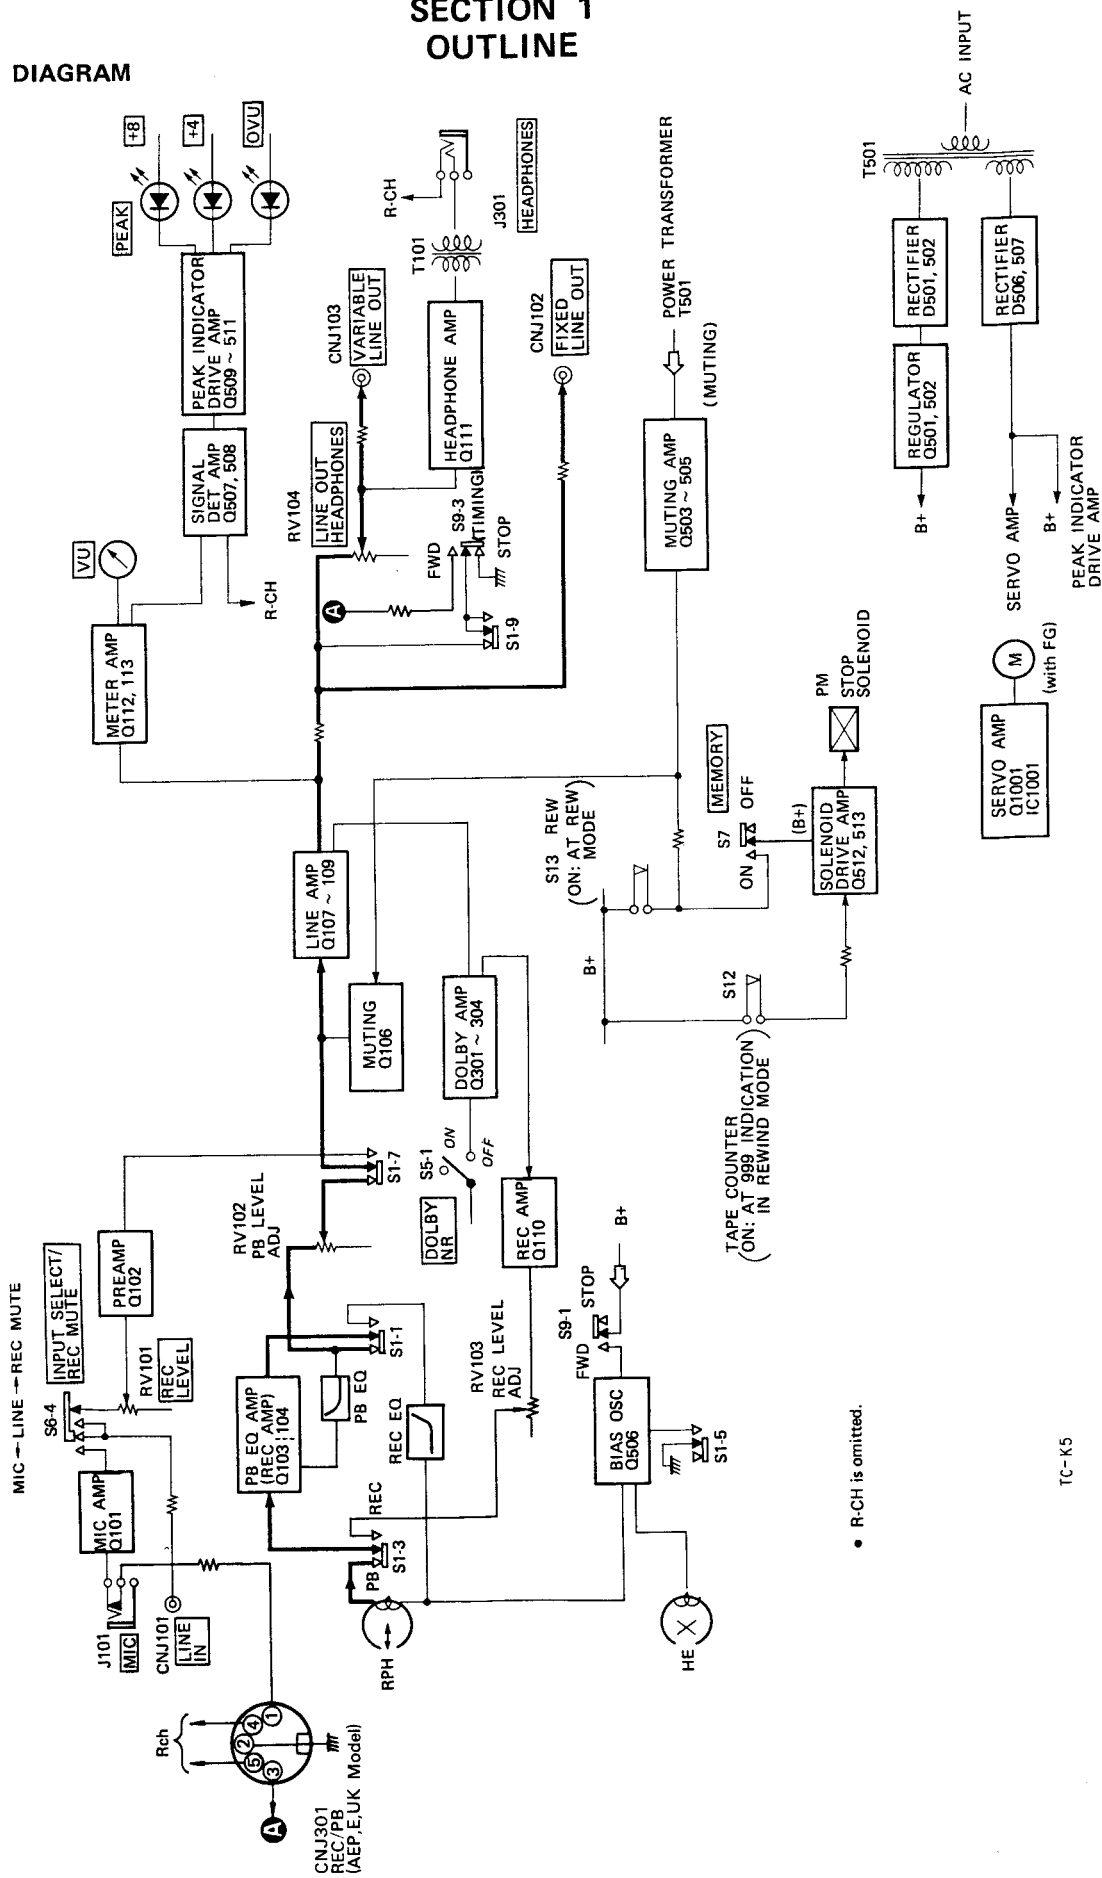 SECTION 1
OUTLINE
DIAGRAM
MIC ← LINE → REC MUTE
S6-4
INPUT SELECT/
REC MUTE
J101
MIC
MIC AMP
Q101
CNJ101
LINE
IN
RV101
REC
LEVEL
PREAMP
Q102
Rch
4
1
2
5
3
A
CNJ301
REC/PB
(AEP,E,UK Model)
RPH
PB
REC
S1-3
PB EQ AMP
(REC AMP)
Q103, 104
PB EQ
REC EQ
S1-1
RV102
PB LEVEL
ADJ
S1-7
RV103
REC LEVEL
ADJ
REC AMP
Q110
DOLBY
NR
S5-1
ON
OFF
DOLBY AMP
Q301 ~ 304
MUTING
Q106
LINE AMP
Q107 ~ 109
METER AMP
Q112, 113
VU
R-CH
SIGNAL
DET AMP
Q507, 508
PEAK INDICATOR
DRIVE AMP
Q509 ~ 511
PEAK
+8
+4
OVU
RV104
LINE OUT
HEADPHONES
CNJ103
VARIABLE
LINE OUT
A
FWD
S9-3
(TIMING)
STOP
S1-9
HEADPHONE AMP
Q111
T101
R-CH
J301
HEADPHONES
CNJ102
FIXED
LINE OUT
HE
BIAS OSC
Q506
S1-5
FWD
S9-1
STOP
B+
MUTING AMP
Q503 ~ 505
POWER TRANSFORMER
T501
(MUTING)
S13 REW
(ON: AT REW
MODE)
B+
S12
TAPE COUNTER
(ON: AT 999 INDICATION
IN REWIND MODE)
MEMORY
S7
ON
OFF
(B+)
SOLENOID
DRIVE AMP
Q512, 513
PM
STOP
SOLENOID
AC INPUT
T501
RECTIFIER
D501, 502
REGULATOR
Q501, 502
B+
RECTIFIER
D506, 507
SERVO AMP
B+
PEAK INDICATOR
DRIVE AMP
SERVO AMP
Q1001
IC1001
M
(with FG)
• R-CH is omitted.
TC-K5